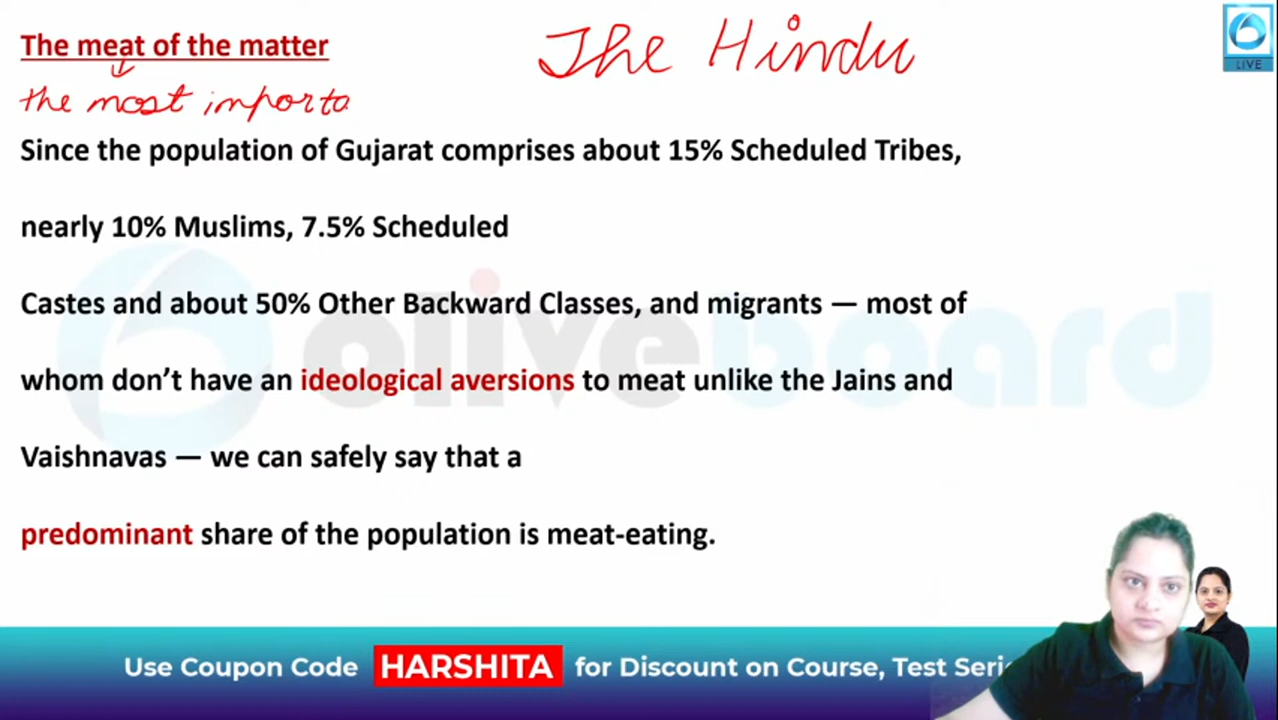 The meat of the matter
The Hindu
LIVE
the most importa
Since the population of Gujarat comprises about 15% Scheduled Tribes,
nearly 10% Muslims, 7.5% Scheduled
Castes and about 50% Other Backward Classes, and migrants — most of
whom don't have an ideological aversions to meat unlike the Jains and
Vaishnavas — we can safely say that a
predominant share of the population is meat-eating.
oliveboard
Use Coupon Code HARSHITA for Discount on Course, Test Seri